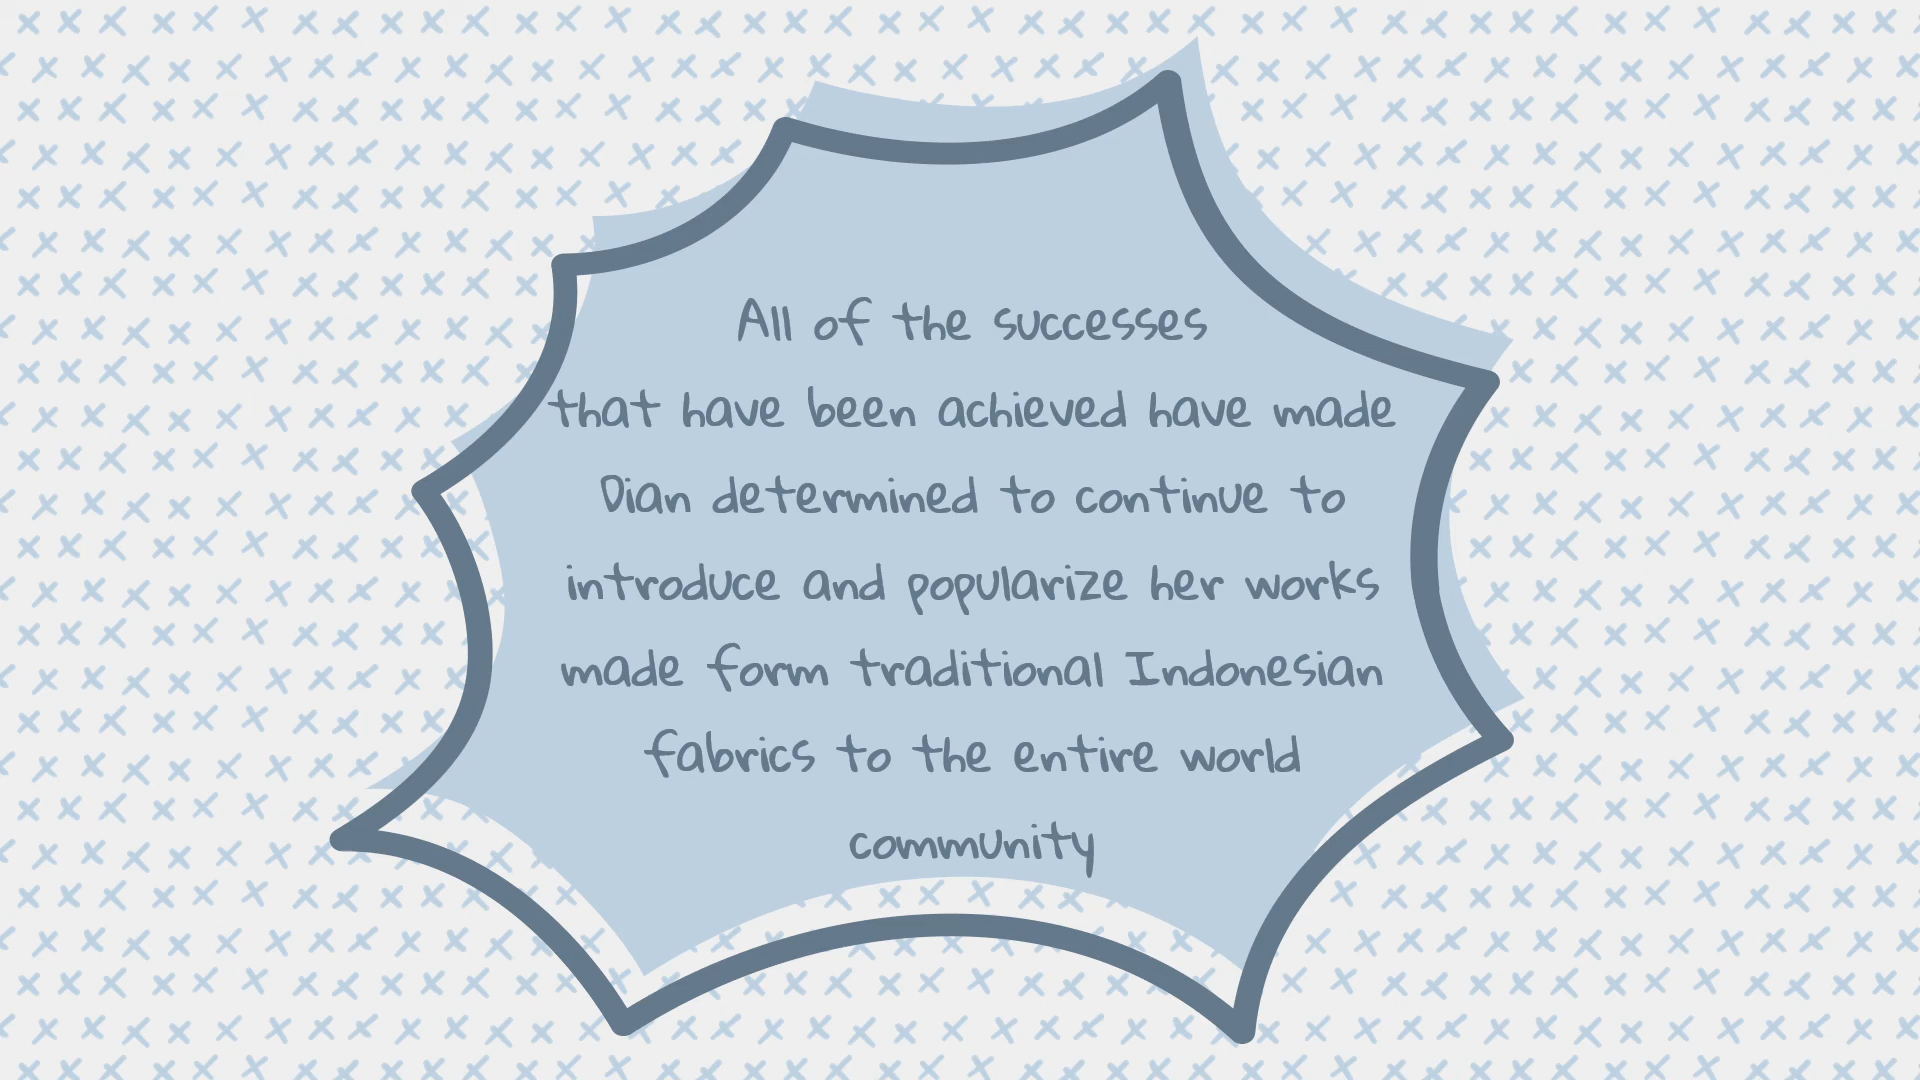 All of the successes
that have been achieved have made
Dian determined to continue to
introduce and popularize her works
made form traditional Indonesian
fabrics to the entire world
community